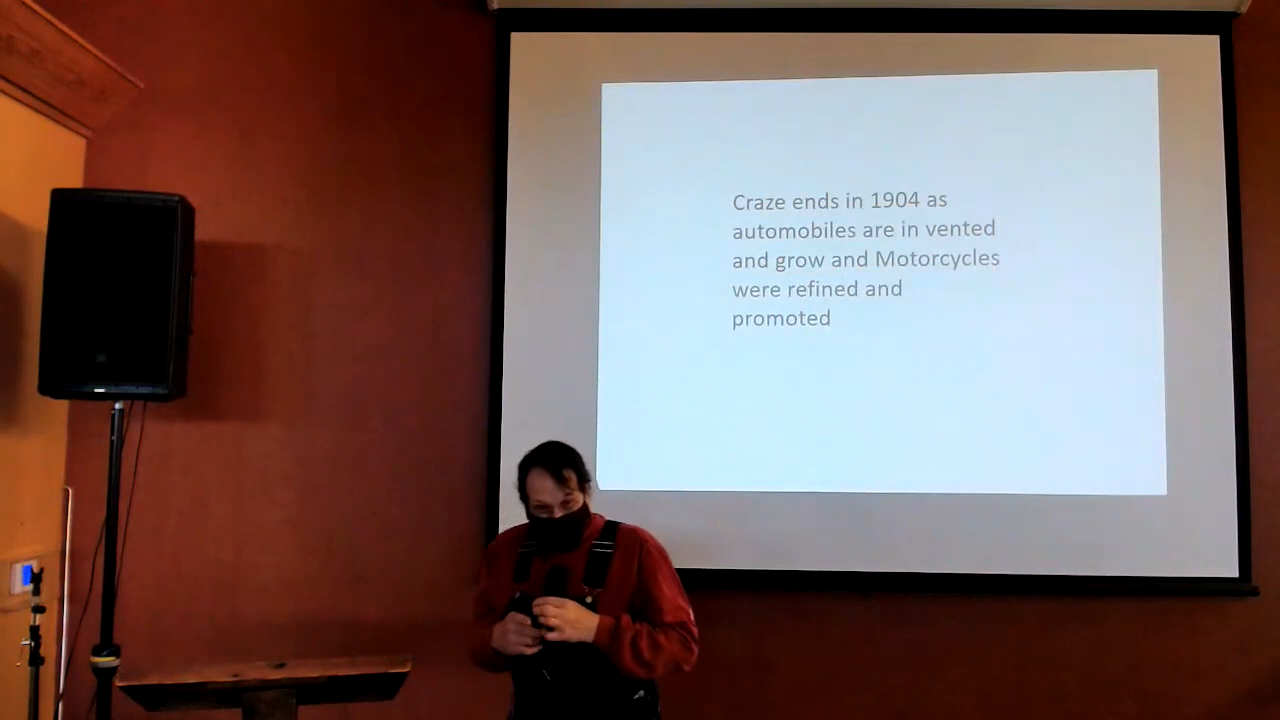 Craze ends in 1904 as
automobiles are in vented
and grow and Motorcycles
were refined and
promoted